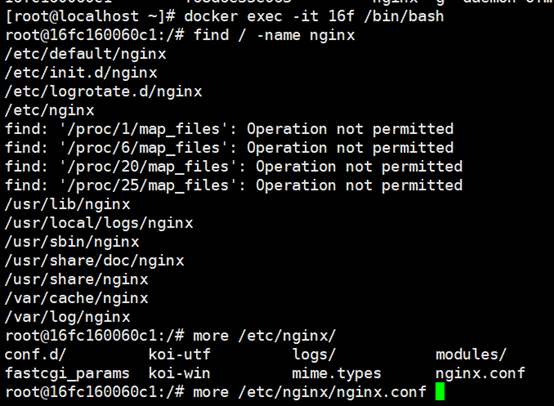 [root@localhost ~]# docker exec -it 16f /bin/bash
root@16fc160060c1:/# find / -name nginx
/etc/default/nginx
/etc/init.d/nginx
/etc/logrotate.d/nginx
/etc/nginx
find: '/proc/1/map_files': Operation not permitted
find: '/proc/6/map_files': Operation not permitted
find: '/proc/20/map_files': Operation not permitted
find: '/proc/25/map_files': Operation not permitted
/usr/lib/nginx
/usr/local/logs/nginx
/usr/sbin/nginx
/usr/share/doc/nginx
/usr/share/nginx
/var/cache/nginx
/var/log/nginx
root@16fc160060c1:/# more /etc/nginx/
conf.d/ koi-utf logs/ modules/
fastcgi_params koi-win mime.types nginx.conf
root@16fc160060c1:/# more /etc/nginx/nginx.conf